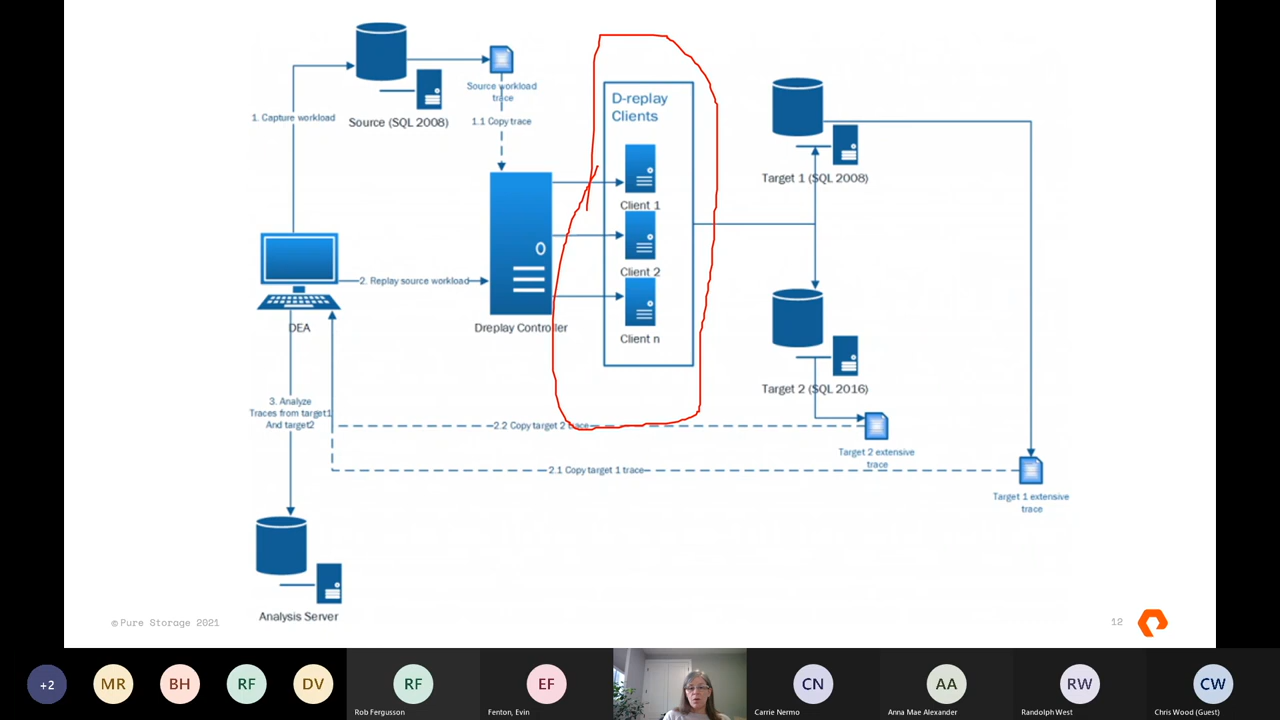 Source workload
trace
1. Capture workload
1.1 Copy trace
Source (SQL 2008)
D-replay
Clients
Client 1
Client 2
Client n
Target 1 (SQL 2008)
2. Replay source workload
DEA
Dreplay Controller
Target 2 (SQL 2016)
3. Analyze
Traces from target1
And target2
2.2 Copy target 2 trace
Target 2 extensive
trace
2.1 Copy target 1 trace
Target 1 extensive
trace
Analysis Server
© Pure Storage 2021
12
+2
MR
BH
RF
DV
RF
EF
CN
AA
RW
CW
Rob Fergusson
Fenton, Evin
Carrie Nermo
Anna Mae Alexander
Randolph West
Chris Wood (Guest)